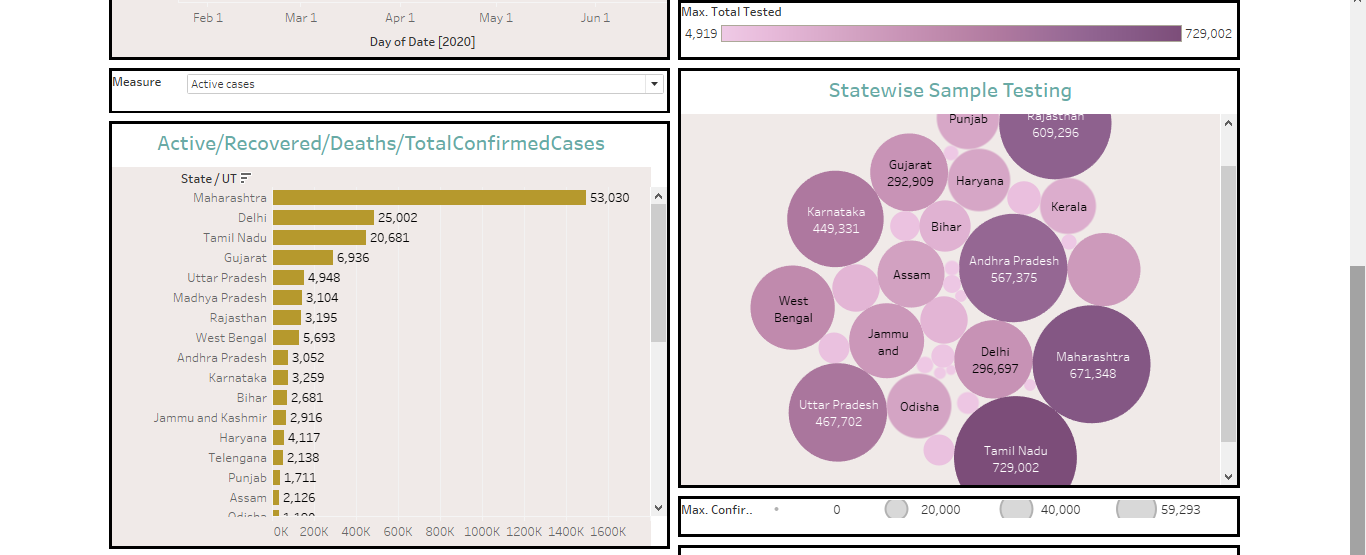 Feb 1 Mar 1 Apr 1 May 1 Jun 1
Day of Date [2020]
Measure Active cases
Active/Recovered/Deaths/TotalConfirmedCases
State / UT
Maharashtra 53,030
Delhi 25,002
Tamil Nadu 20,681
Gujarat 6,936
Uttar Pradesh 4,948
Madhya Pradesh 3,104
Rajasthan 3,195
West Bengal 5,693
Andhra Pradesh 3,052
Karnataka 3,259
Bihar 2,681
Jammu and Kashmir 2,916
Haryana 4,117
Telengana 2,138
Punjab 1,711
Assam 2,126
Odisha
0K 200K 400K 600K 800K 1000K 1200K 1400K 1600K
Max. Total Tested
4,919 729,002
Statewise Sample Testing
Punjab
Rajasthan
609,296
Gujarat
292,909
Haryana
Karnataka
449,331
Kerala
Bihar
Andhra Pradesh
567,375
Assam
West
Bengal
Jammu
and
Delhi
296,697
Maharashtra
671,348
Uttar Pradesh
467,702
Odisha
Tamil Nadu
729,002
Max. Confir.. 0 20,000 40,000 59,293